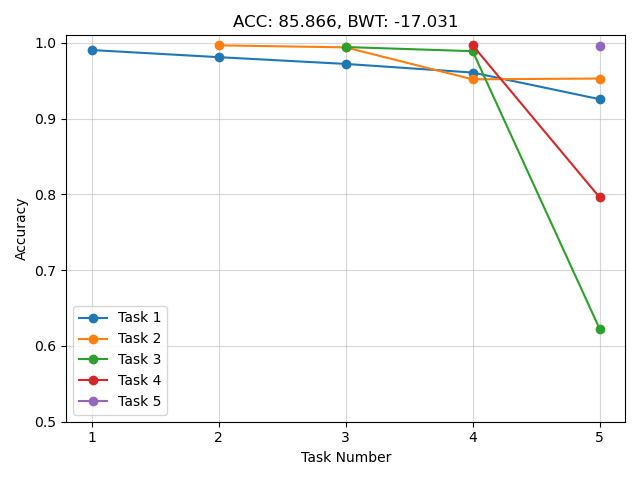 ACC: 85.866, BWT: -17.031
1.0
0.9
0.8
0.7
0.6
0.5
Accuracy
Task 1
Task 2
Task 3
Task 4
Task 5
1 2 3 4 5
Task Number